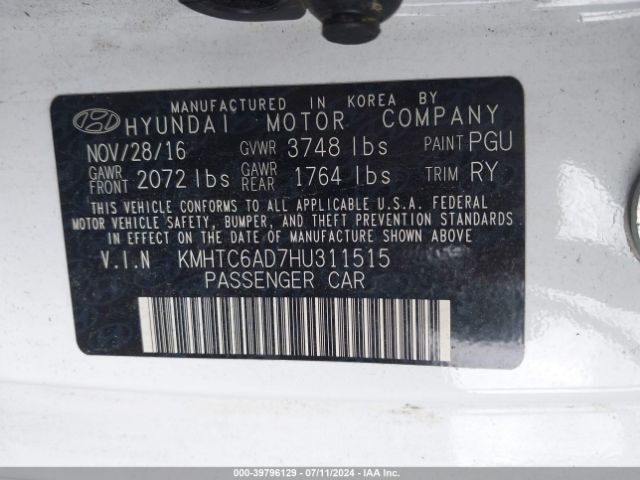 MANUFACTURED IN KOREA BY
HYUNDAI MOTOR COMPANY
NOV/28/16 GVWR 3748 lbs PAINT PGU
GAWR FRONT 2072 lbs GAWR REAR 1764 lbs TRIM RY
THIS VEHICLE CONFORMS TO ALL APPLICABLE U.S.A. FEDERAL
MOTOR VEHICLE SAFETY, BUMPER, AND THEFT PREVENTION STANDARDS
IN EFFECT ON THE DATE OF MANUFACTURE SHOWN ABOVE
V.I.N KMHTC6AD7HU311515
PASSENGER CAR
000-39796129 - 07/11/2024 - IAA Inc.